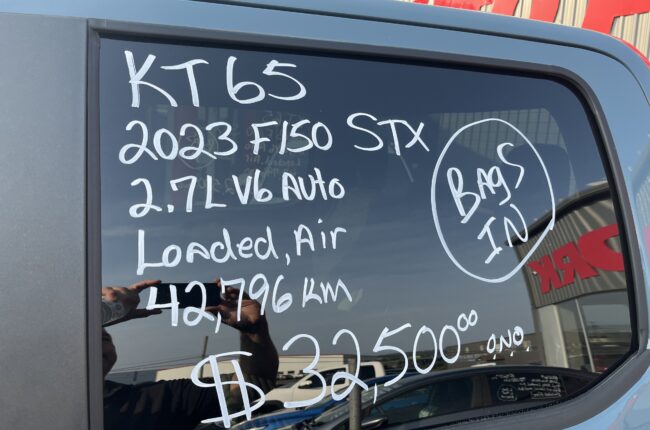 KT65
2023 F150 STX
2.7L V6 Auto
Loaded, Air
42,796 km
$32,500.00 o.n.o.
BAGS
IN